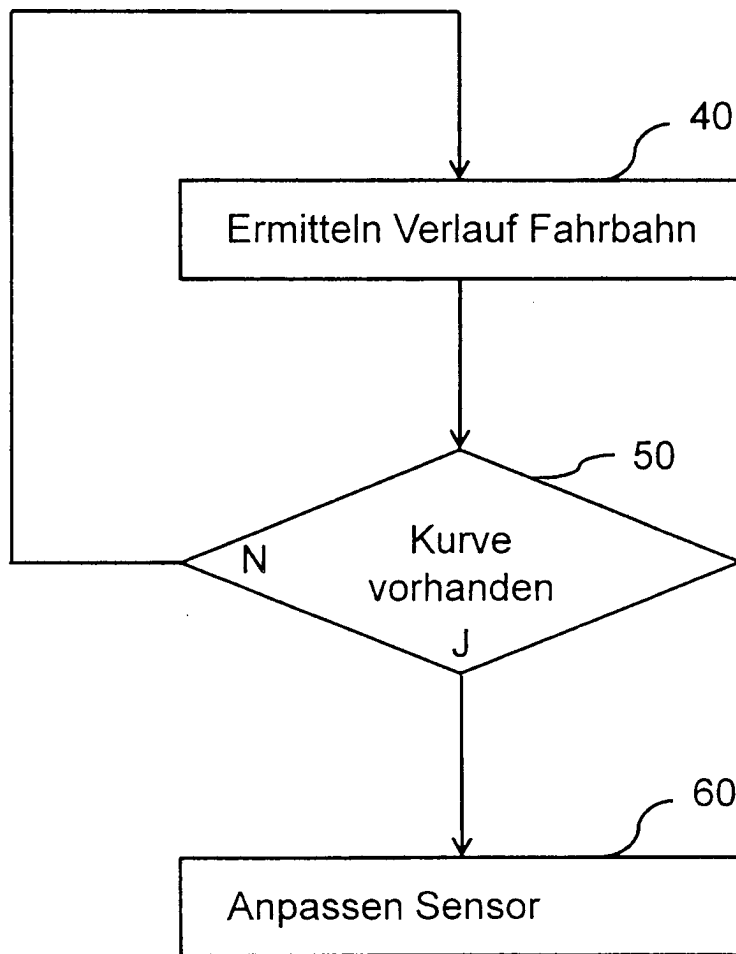 40
Ermitteln Verlauf Fahrbahn
50
Kurve
vorhanden
N
J
60
Anpassen Sensor